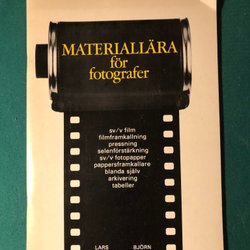 MATERIALLÄRA
för
fotografer
sv/v film
filmframkallning
pressning
selenförstärkning
sv/v fotopapper
pappersframkallare
blanda själv
arkivering
tabeller
LARS
BJÖRN